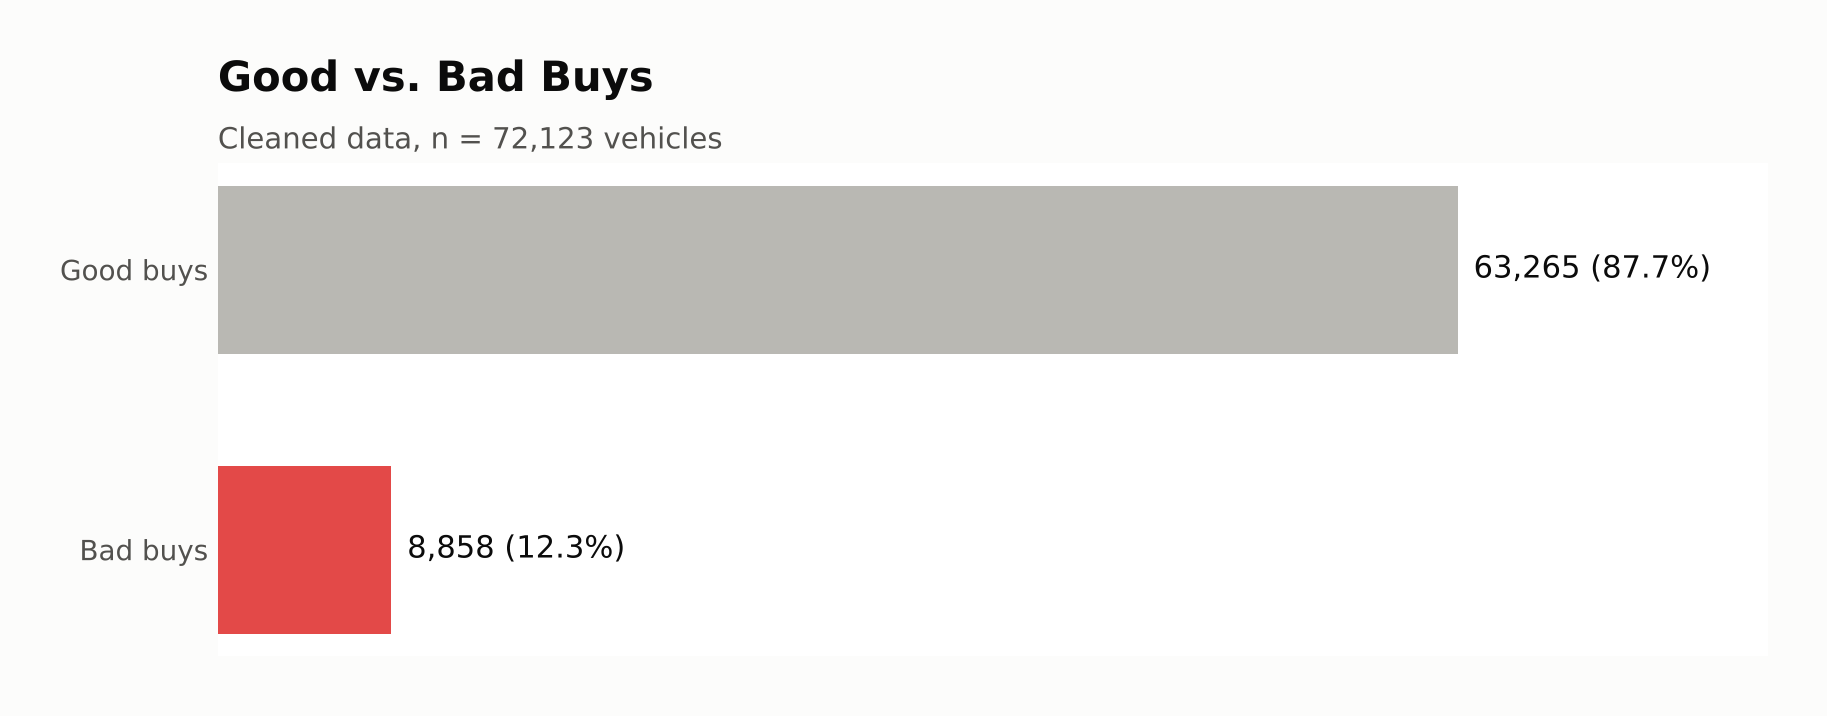 Good vs. Bad Buys
Cleaned data, n = 72,123 vehicles
Good buys 63,265 (87.7%)
Bad buys 8,858 (12.3%)